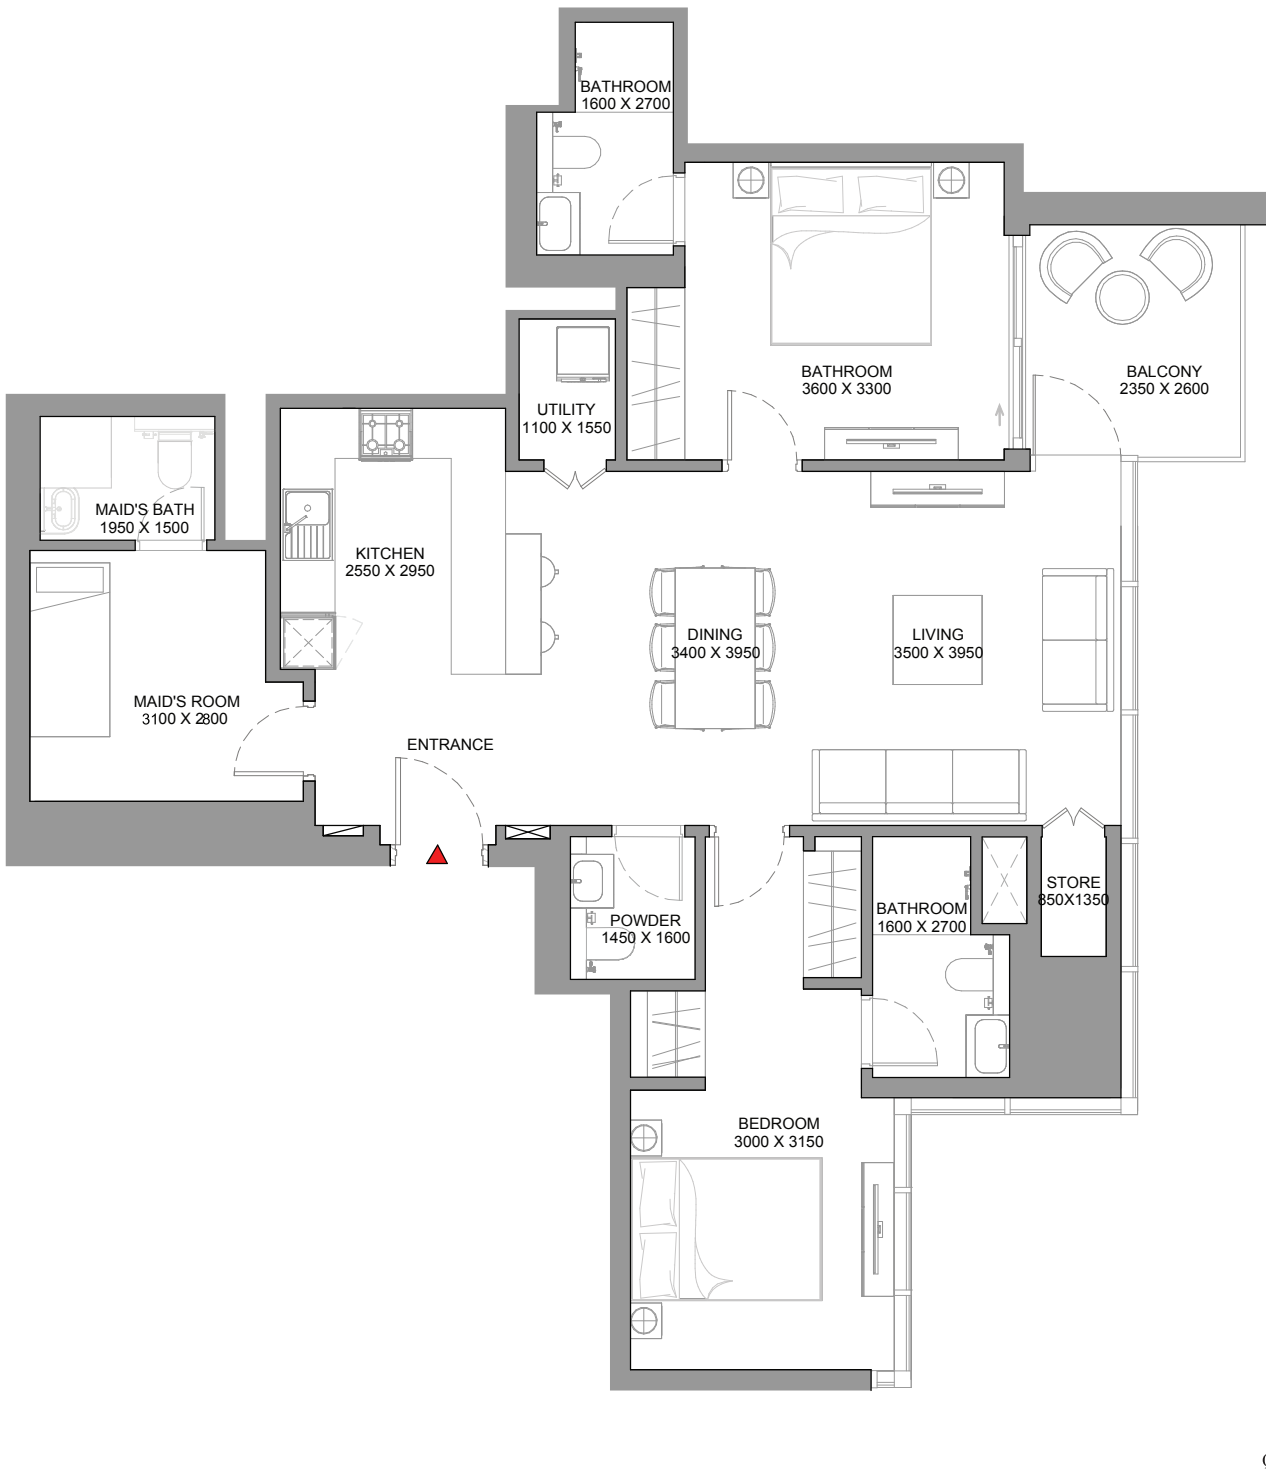 BATHROOM
1600 X 2700
BATHROOM
3600 X 3300
BALCONY
2350 X 2600
UTILITY
1100 X 1550
MAID'S BATH
1950 X 1500
KITCHEN
2550 X 2950
DINING
3400 X 3950
LIVING
3500 X 3950
MAID'S ROOM
3100 X 2800
ENTRANCE
STORE
850X1350
BATHROOM
1600 X 2700
POWDER
1450 X 1600
BEDROOM
3000 X 3150